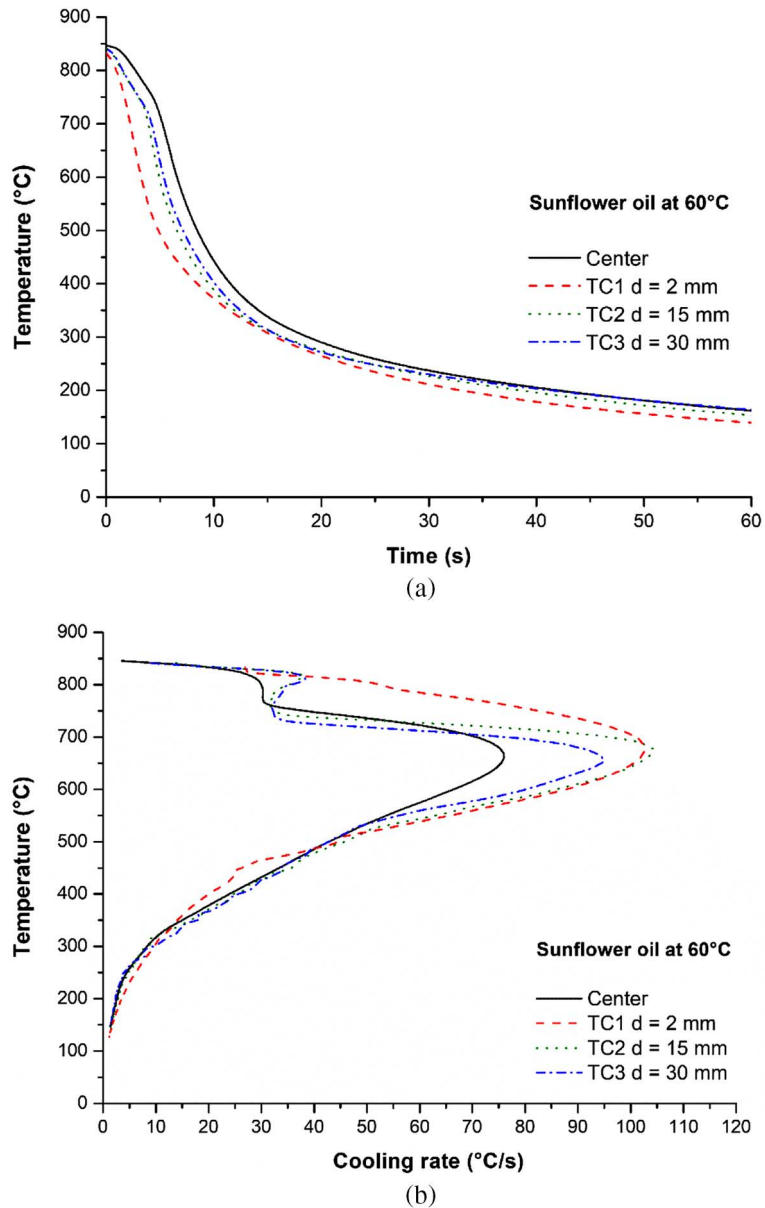 900
800
700
600
500
400
300
200
100
0
Temperature (°C)
Sunflower oil at 60°C
Center
TC1 d = 2 mm
TC2 d = 15 mm
TC3 d = 30 mm
0 10 20 30 40 50 60
Time (s)
(a)
900
800
700
600
500
400
300
200
100
0
Temperature (°C)
Sunflower oil at 60°C
Center
TC1 d = 2 mm
TC2 d = 15 mm
TC3 d = 30 mm
0 10 20 30 40 50 60 70 80 90 100 110 120
Cooling rate (°C/s)
(b)